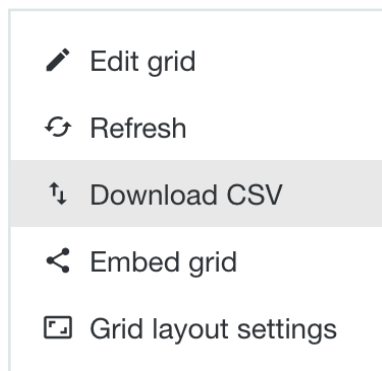 Edit grid
Refresh
Download CSV
Embed grid
Grid layout settings